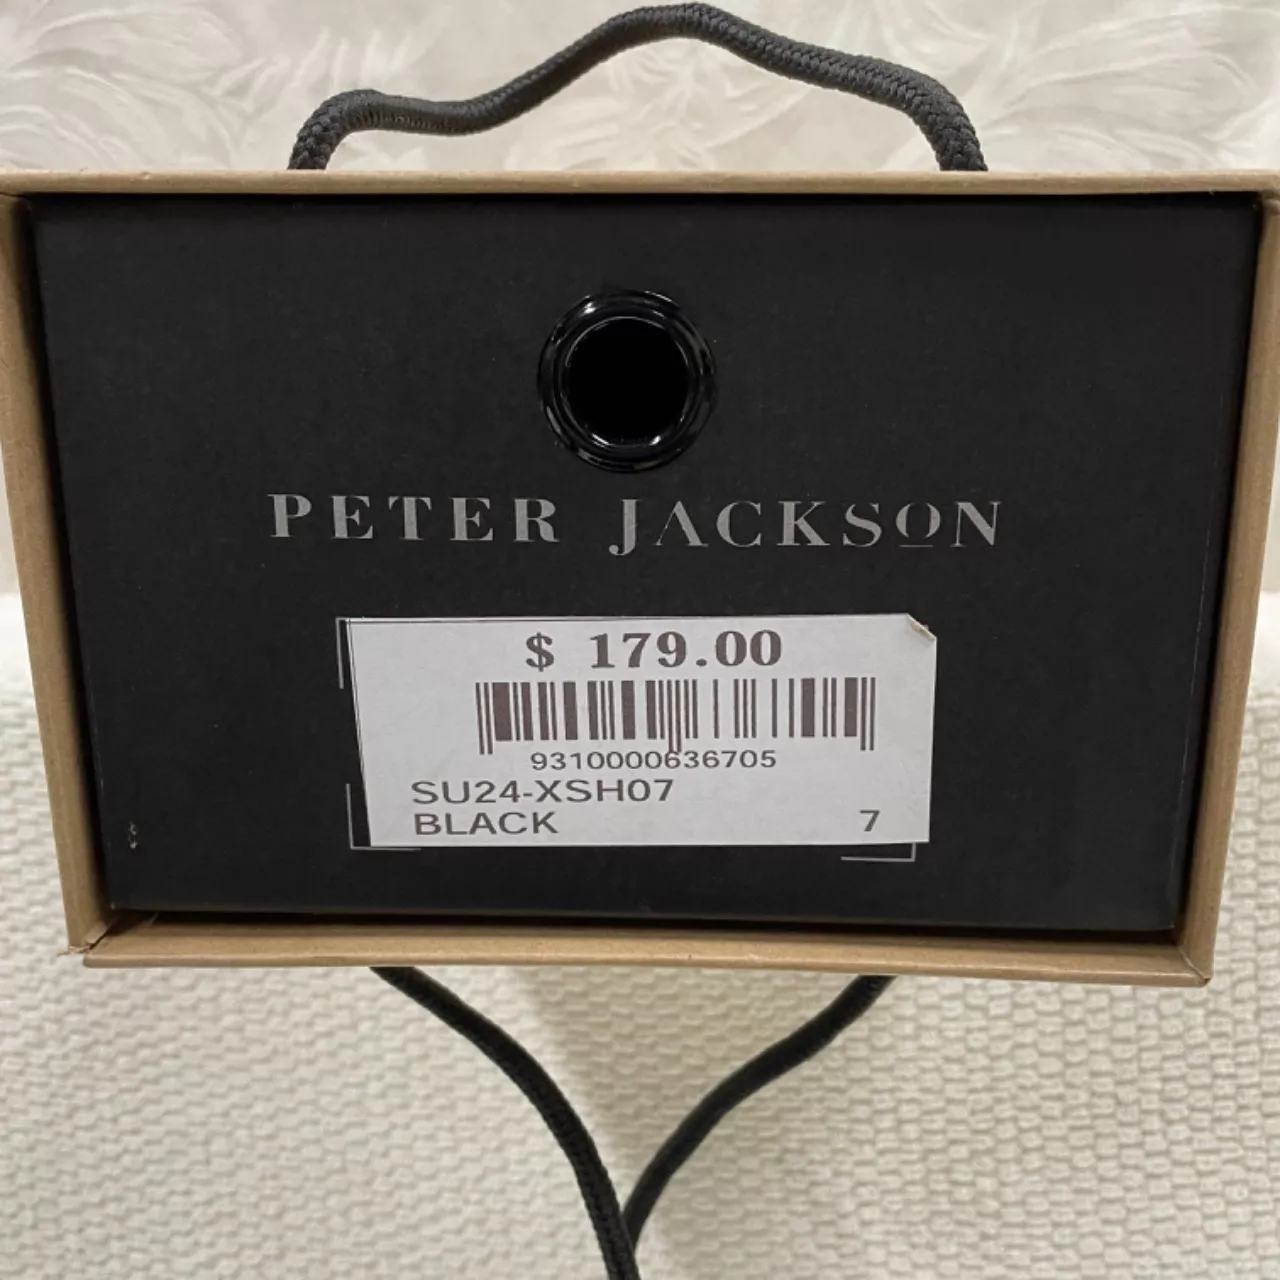 PETER JACKSON
$ 179.00
9310000636705
SU24-XSH07
BLACK 7